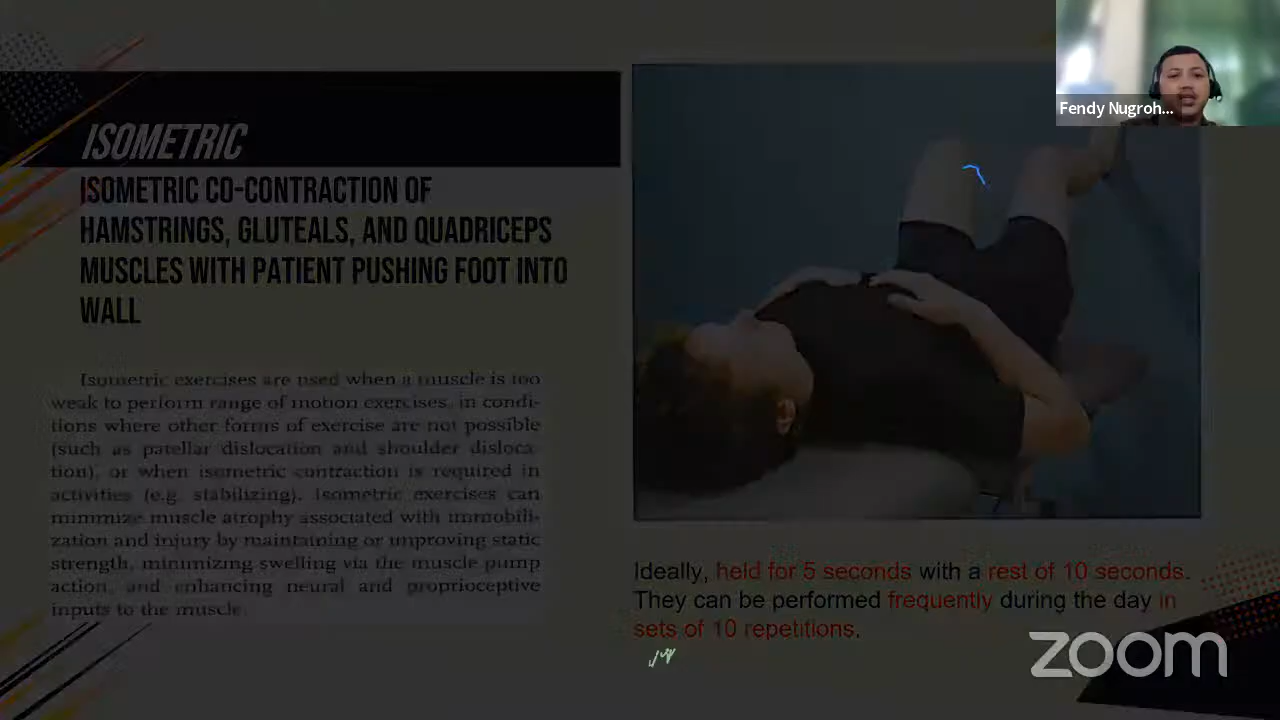 Fendy Nugroh...
ISOMETRIC
ISOMETRIC CO-CONTRACTION OF
HAMSTRINGS, GLUTEALS, AND QUADRICEPS
MUSCLES WITH PATIENT PUSHING FOOT INTO
WALL
Isometric exercises are used when a muscle is too
weak to perform range of motion exercises, in condi-
tions where other forms of exercise are not possible
(such as patellar dislocation and shoulder disloca-
tion), or when isometric contraction is required in
activities (e.g. stabilizing). Isometric exercises can
minimize muscle atrophy associated with immobili-
zation and injury by maintaining or improving static
strength, minimizing swelling via the muscle pump
action, and enhancing neural and proprioceptive
inputs to the muscle.
Ideally, held for 5 seconds with a rest of 10 seconds.
They can be performed frequently during the day in
sets of 10 repetitions.
zoom